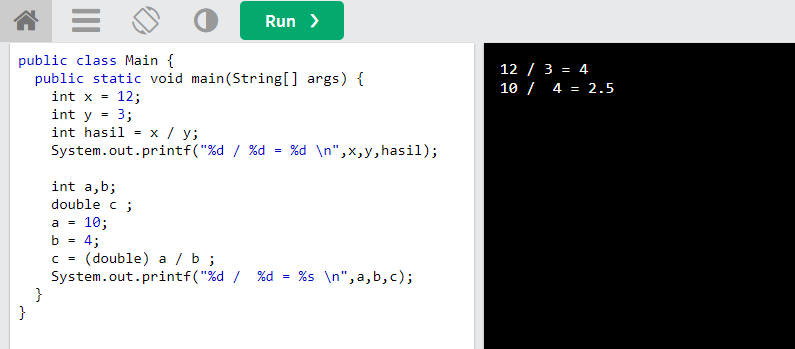 Run ❯
public class Main {
  public static void main(String[] args) {
    int x = 12;
    int y = 3;
    int hasil = x / y;
    System.out.printf("%d / %d = %d \n",x,y,hasil);

    int a,b;
    double c ;
    a = 10;
    b = 4;
    c = (double) a / b ;
    System.out.printf("%d /  %d = %s \n",a,b,c);
  }
}
12 / 3 = 4
10 /  4 = 2.5